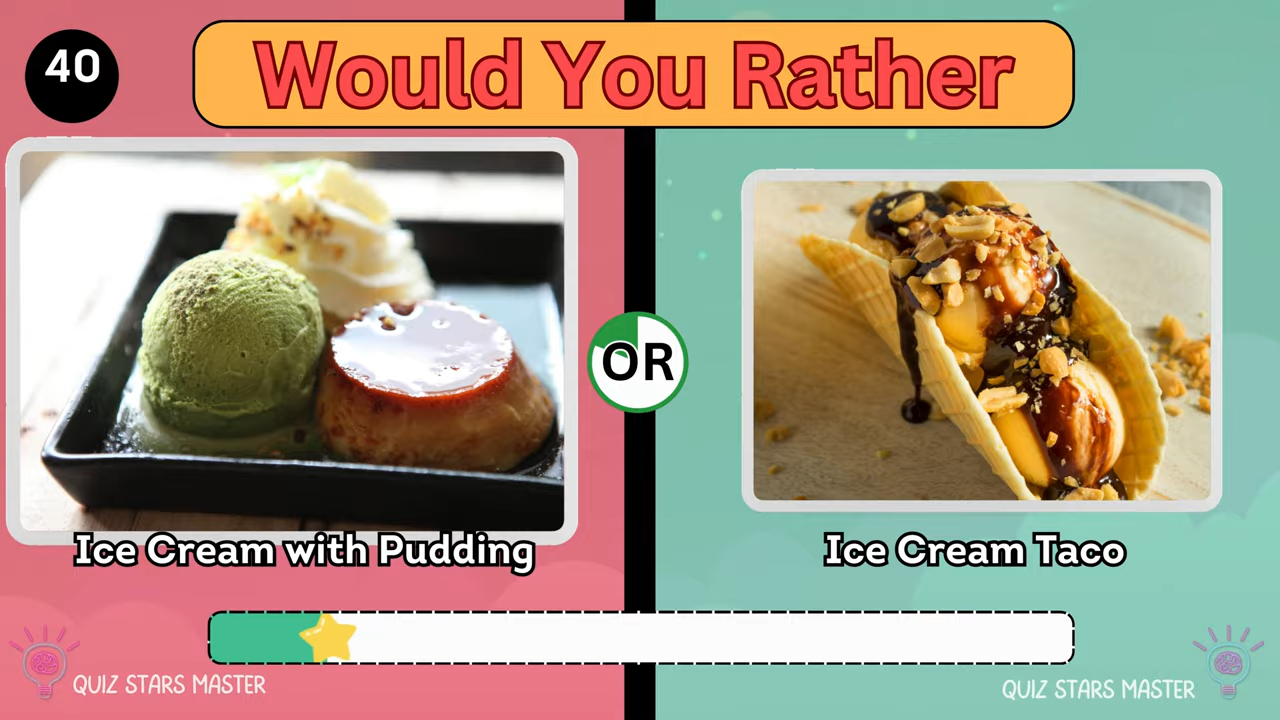 40
Would You Rather
OR
Ice Cream with Pudding
Ice Cream Taco
QUIZ STARS MASTER
QUIZ STARS MASTER